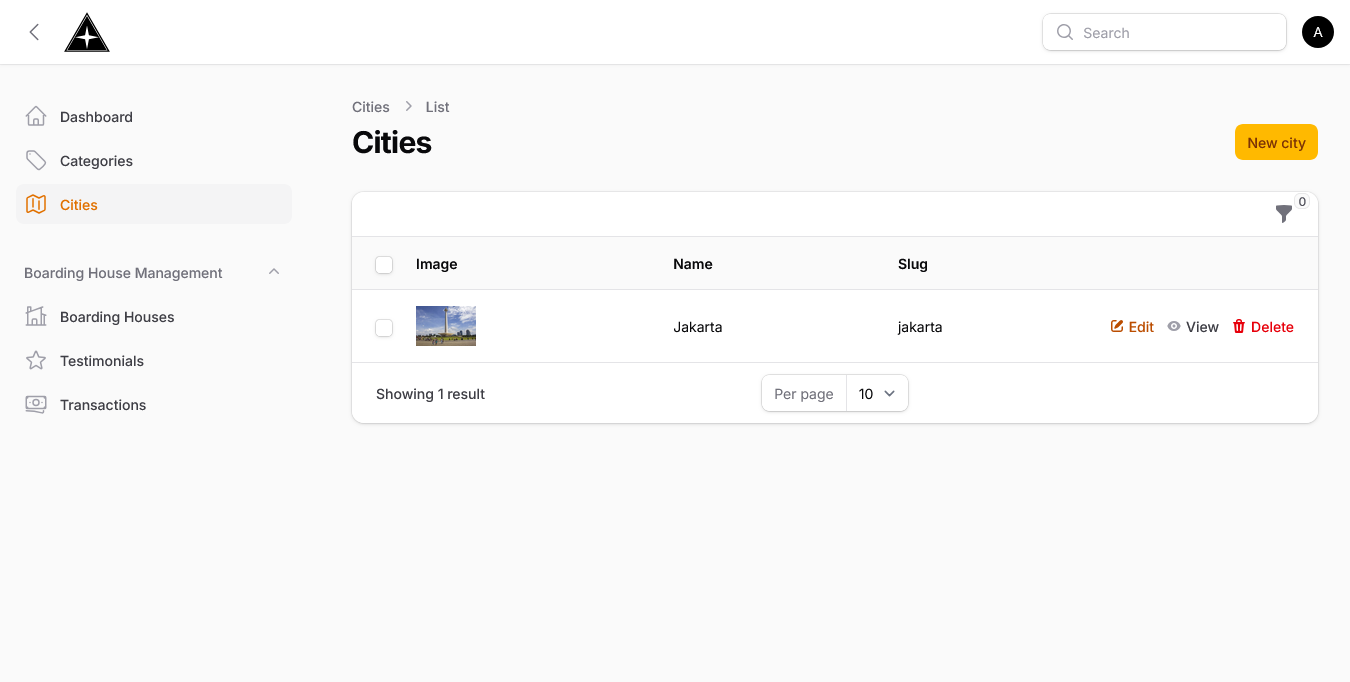 Search
A
Dashboard
Categories
Cities
Boarding House Management
Boarding Houses
Testimonials
Transactions
Cities > List
Cities
New city
0
Image Name Slug
Jakarta jakarta Edit View Delete
Showing 1 result Per page 10